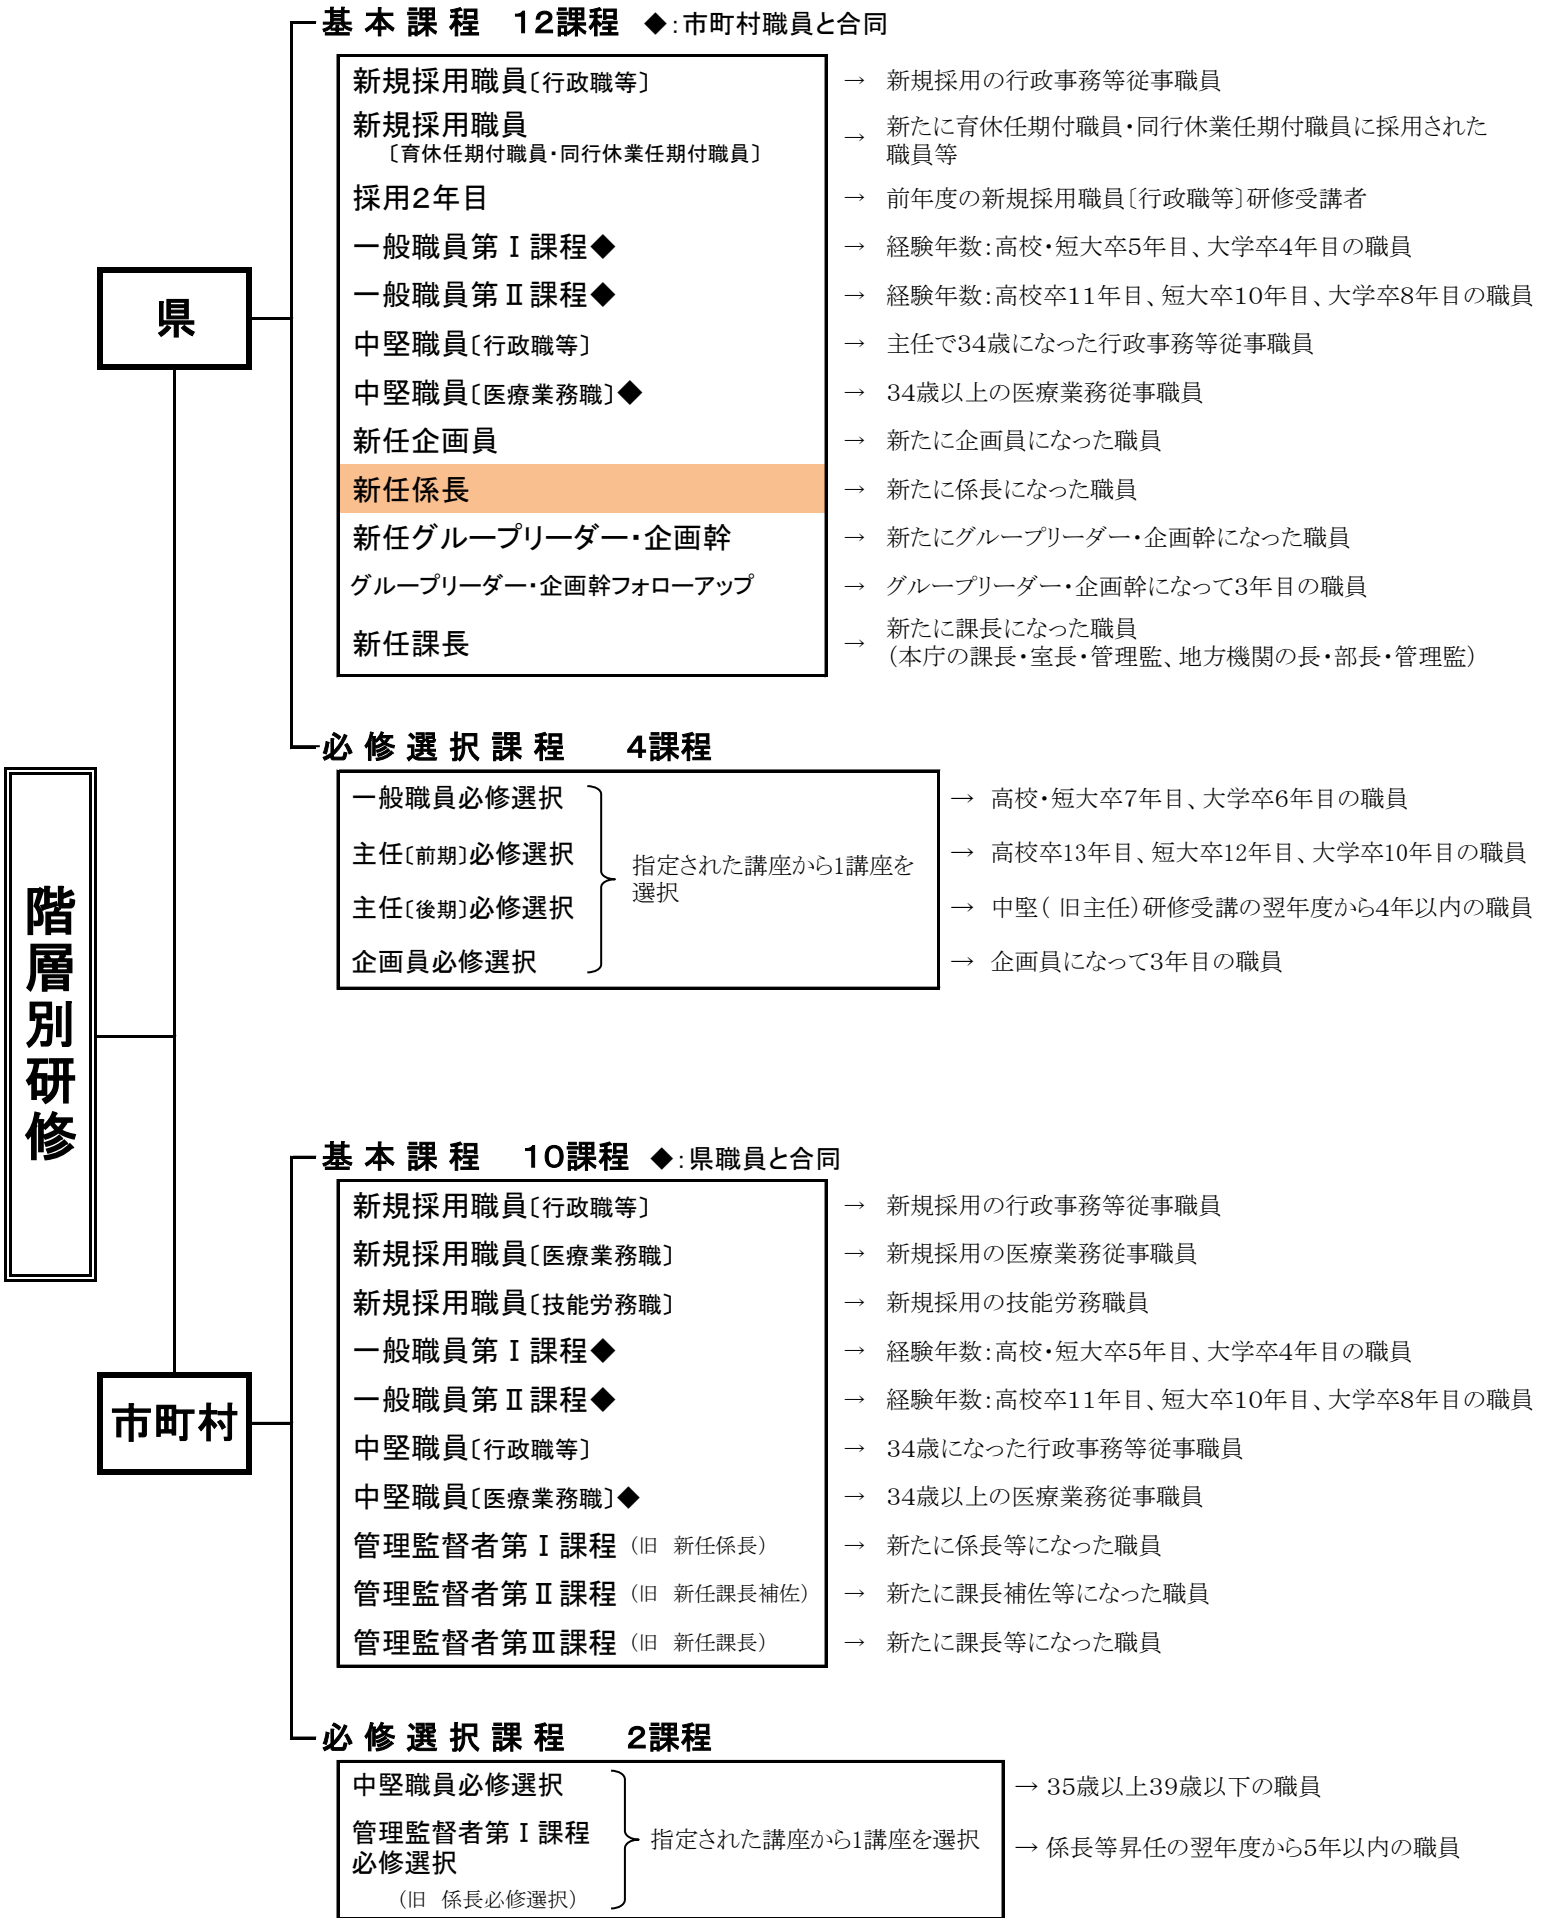 階層別研修
県
基本課程　12課程　◆：市町村職員と合同
新規採用職員〔行政職等〕　→　新規採用の行政事務等従事職員
新規採用職員
〔育休任期付職員・同行休業任期付職員〕　→　新たに育休任期付職員・同行休業任期付職員に採用された
職員等
採用2年目　→　前年度の新規採用職員〔行政職等〕研修受講者
一般職員第Ⅰ課程◆　→　経験年数：高校・短大卒5年目、大学卒4年目の職員
一般職員第Ⅱ課程◆　→　経験年数：高校卒11年目、短大卒10年目、大学卒8年目の職員
中堅職員〔行政職等〕　→　主任で34歳になった行政事務等従事職員
中堅職員〔医療業務職〕◆　→　34歳以上の医療業務従事職員
新任企画員　→　新たに企画員になった職員
新任係長　→　新たに係長になった職員
新任グループリーダー・企画幹　→　新たにグループリーダー・企画幹になった職員
グループリーダー・企画幹フォローアップ　→　グループリーダー・企画幹になって3年目の職員
新任課長　→　新たに課長になった職員
（本庁の課長・室長・管理監、地方機関の長・部長・管理監）
必修選択課程　4課程
一般職員必修選択　→　高校・短大卒7年目、大学卒6年目の職員
主任〔前期〕必修選択　→　高校卒13年目、短大卒12年目、大学卒10年目の職員
指定された講座から1講座を
選択
主任〔後期〕必修選択　→　中堅（ 旧主任）研修受講の翌年度から4年以内の職員
企画員必修選択　→　企画員になって3年目の職員
市町村
基本課程　10課程　◆：県職員と合同
新規採用職員〔行政職等〕　→　新規採用の行政事務等従事職員
新規採用職員〔医療業務職〕　→　新規採用の医療業務従事職員
新規採用職員〔技能労務職〕　→　新規採用の技能労務職員
一般職員第Ⅰ課程◆　→　経験年数：高校・短大卒5年目、大学卒4年目の職員
一般職員第Ⅱ課程◆　→　経験年数：高校卒11年目、短大卒10年目、大学卒8年目の職員
中堅職員〔行政職等〕　→　34歳になった行政事務等従事職員
中堅職員〔医療業務職〕◆　→　34歳以上の医療業務従事職員
管理監督者第Ⅰ課程（旧　新任係長）　→　新たに係長等になった職員
管理監督者第Ⅱ課程（旧　新任課長補佐）　→　新たに課長補佐等になった職員
管理監督者第Ⅲ課程（旧　新任課長）　→　新たに課長等になった職員
必修選択課程　2課程
中堅職員必修選択　→ 35歳以上39歳以下の職員
管理監督者第Ⅰ課程
必修選択　指定された講座から1講座を選択　→ 係長等昇任の翌年度から5年以内の職員
（旧　係長必修選択）